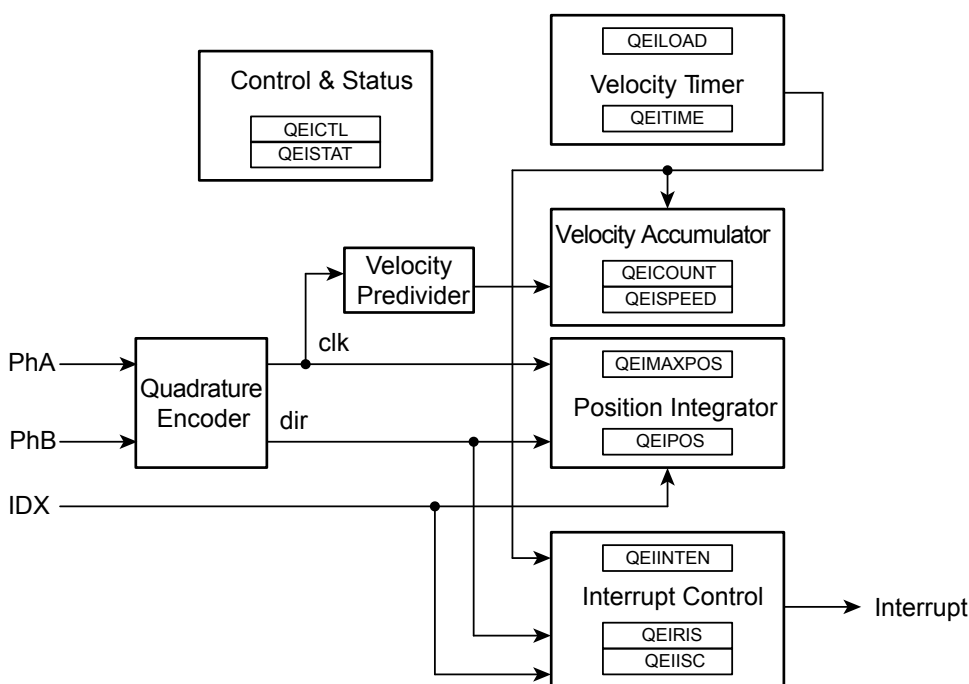 QEILOAD
Velocity Timer
QEITIME
Control & Status
QEICTL
QEISTAT
Velocity Accumulator
QEICOUNT
QEISPEED
Velocity
Predivider
clk
PhA
Quadrature
Encoder
PhB
dir
QEIMAXPOS
Position Integrator
QEIPOS
IDX
QEIINTEN
Interrupt Control
QEIRIS
QEIISC
Interrupt